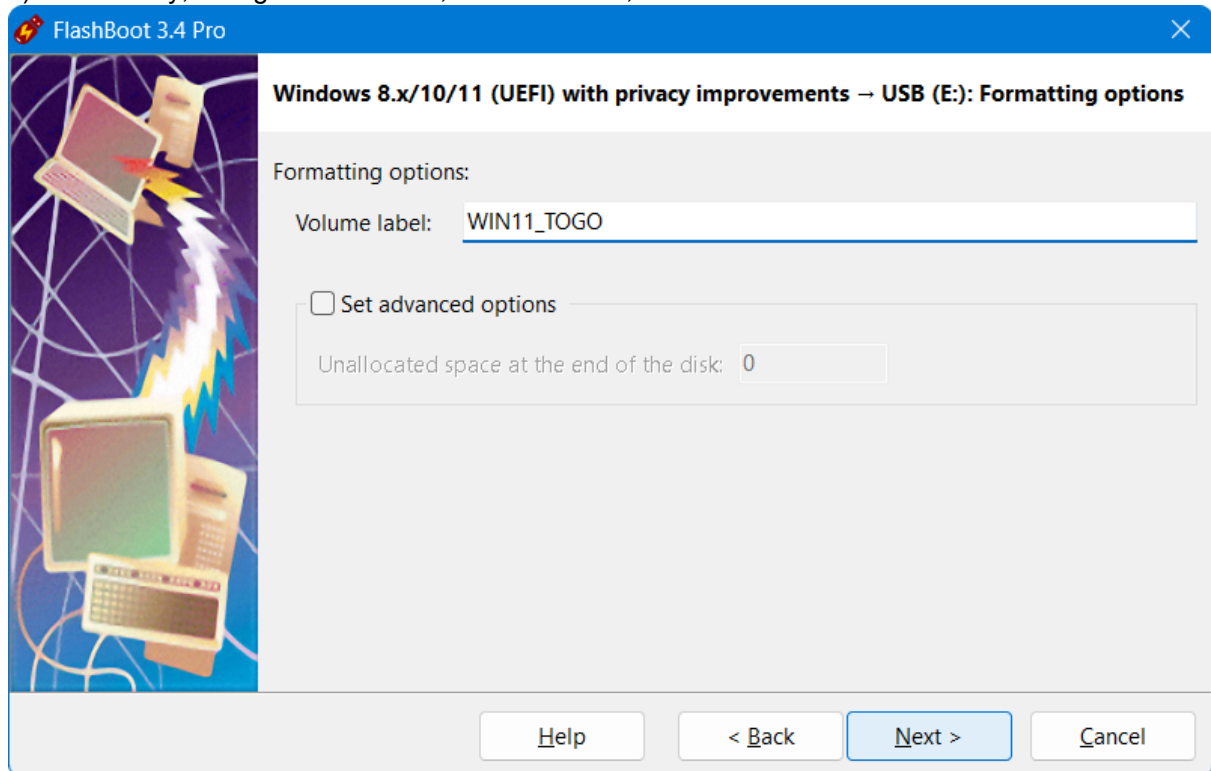 FlashBoot 3.4 Pro
Windows 8.x/10/11 (UEFI) with privacy improvements → USB (E:): Formatting options
Formatting options:
Volume label: WIN11_TOGO
Set advanced options
Unallocated space at the end of the disk: 0
Help < Back Next > Cancel